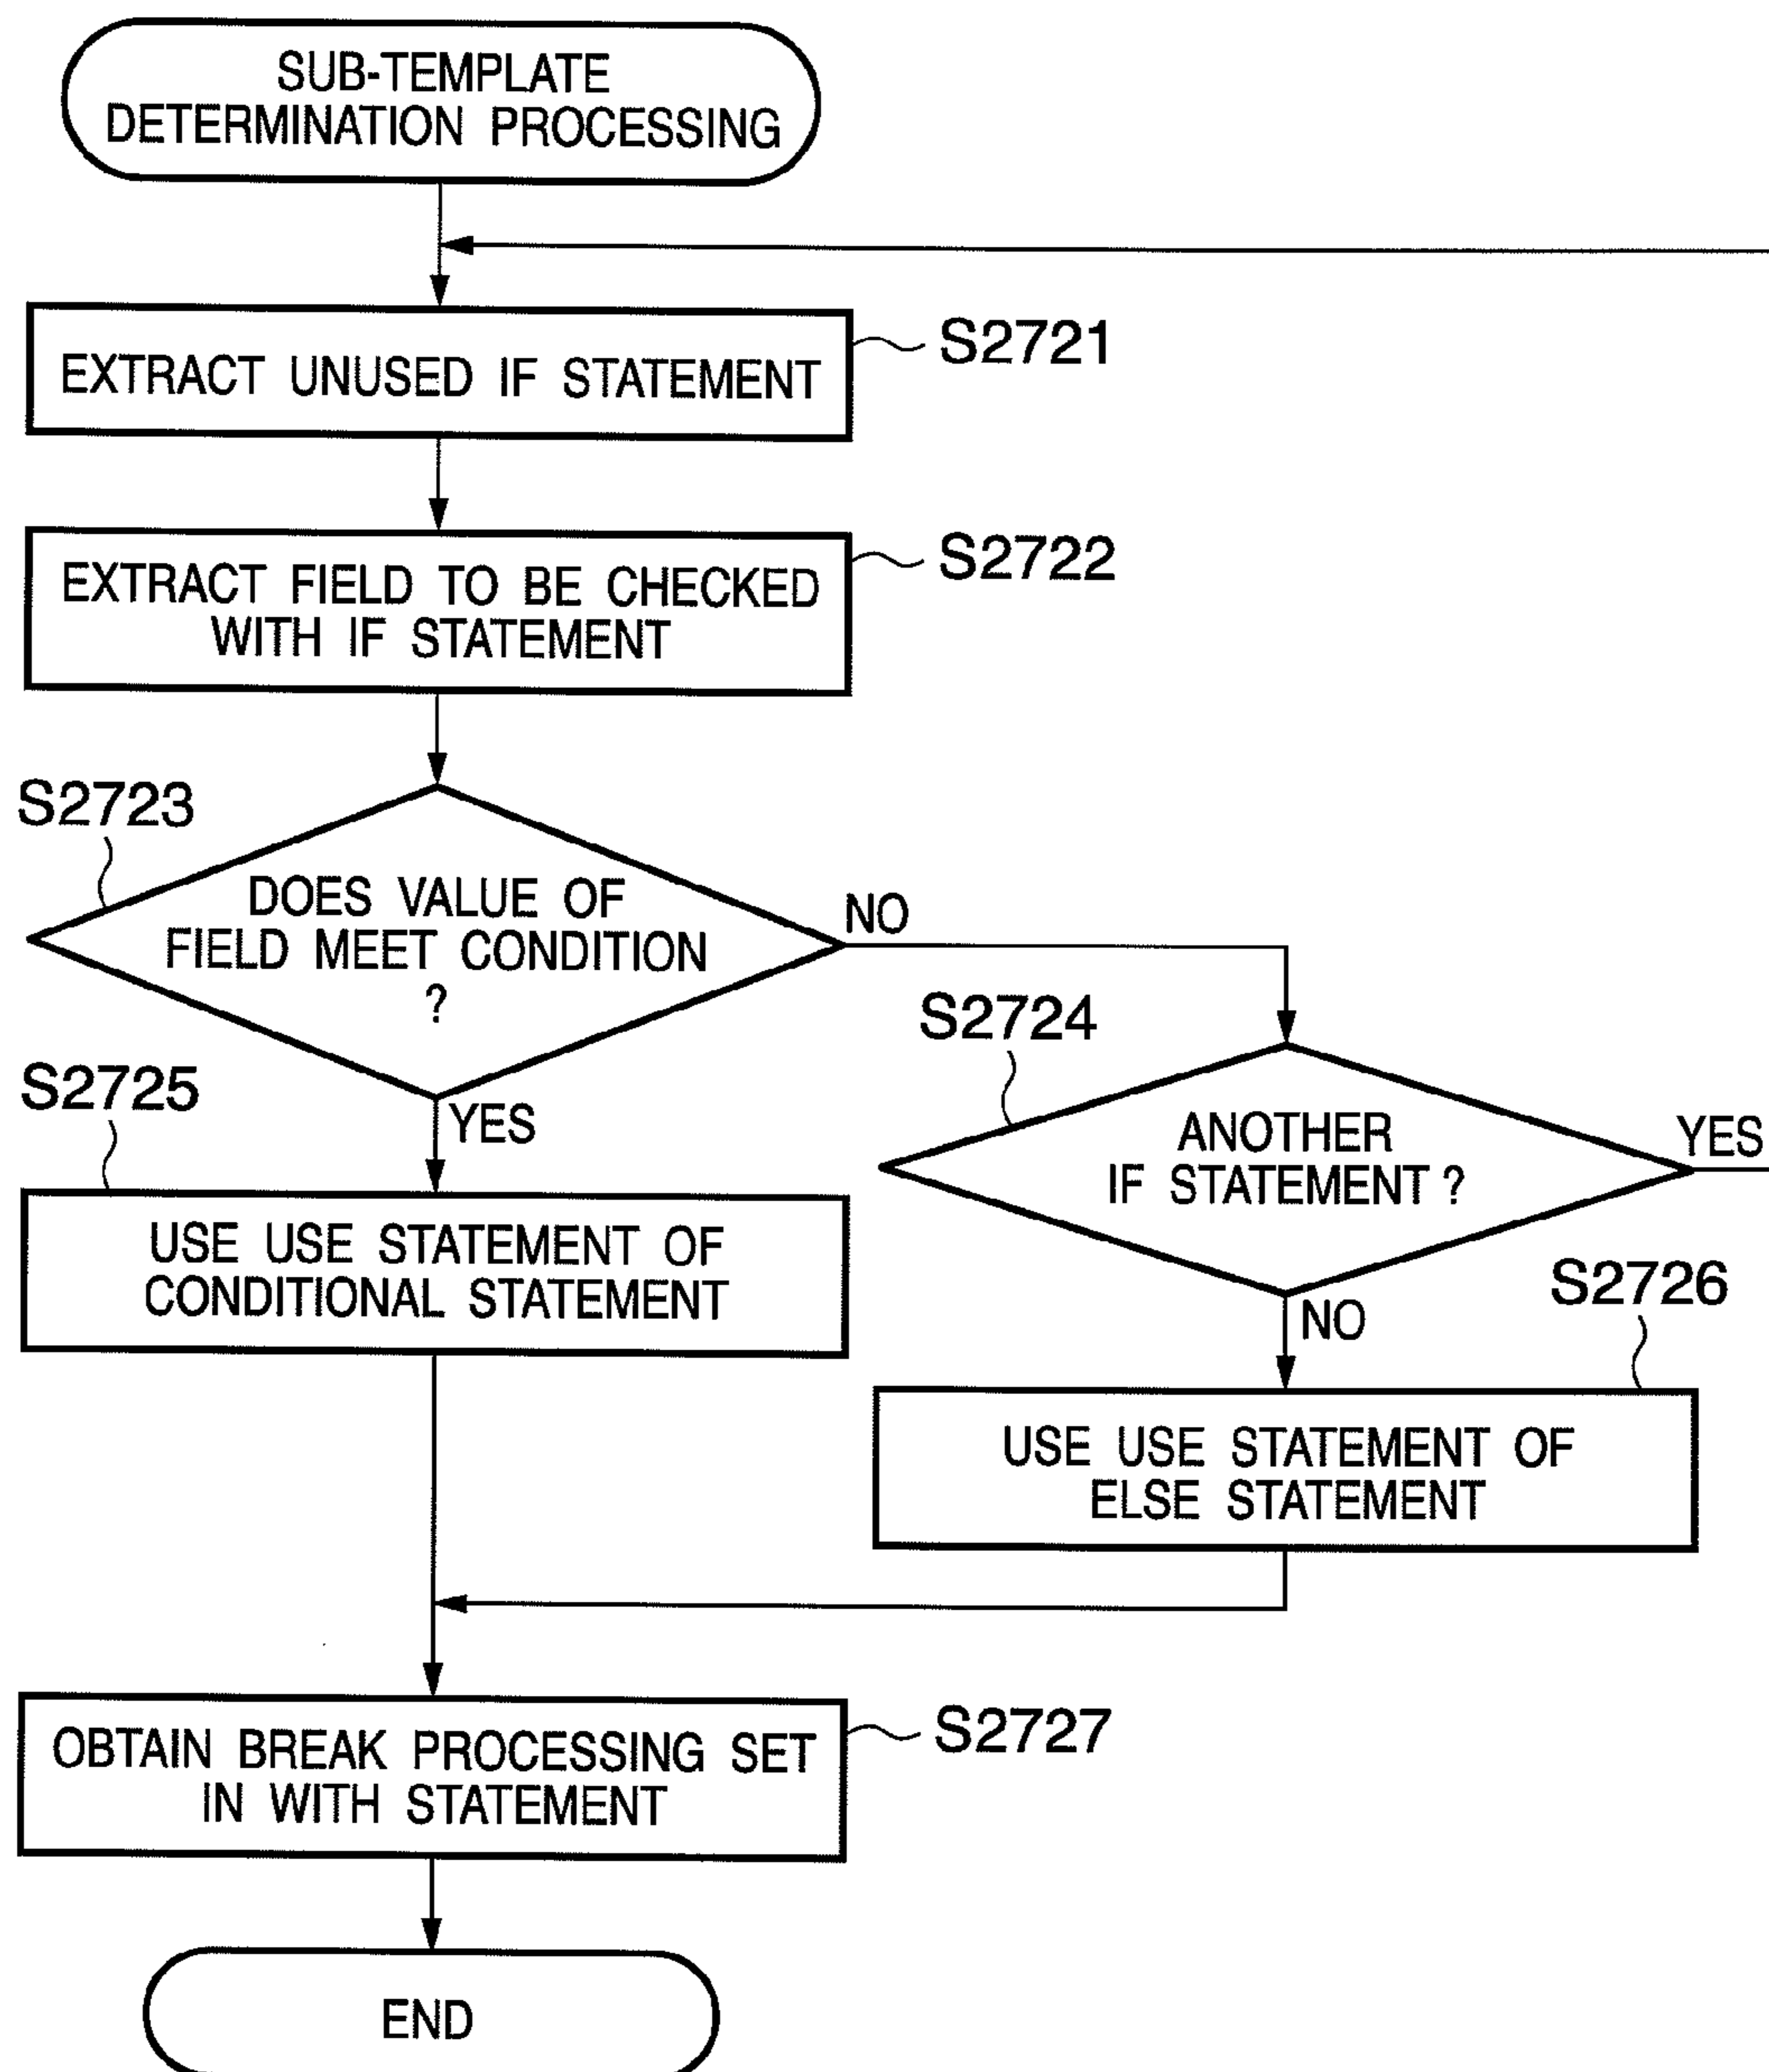 SUB-TEMPLATE
DETERMINATION PROCESSING
EXTRACT UNUSED IF STATEMENT
S2721
EXTRACT FIELD TO BE CHECKED
WITH IF STATEMENT
S2722
S2723
DOES VALUE OF
FIELD MEET CONDITION
?
NO
YES
S2724
ANOTHER
IF STATEMENT ?
YES
NO
S2725
USE USE STATEMENT OF
CONDITIONAL STATEMENT
S2726
USE USE STATEMENT OF
ELSE STATEMENT
OBTAIN BREAK PROCESSING SET
IN WITH STATEMENT
S2727
END